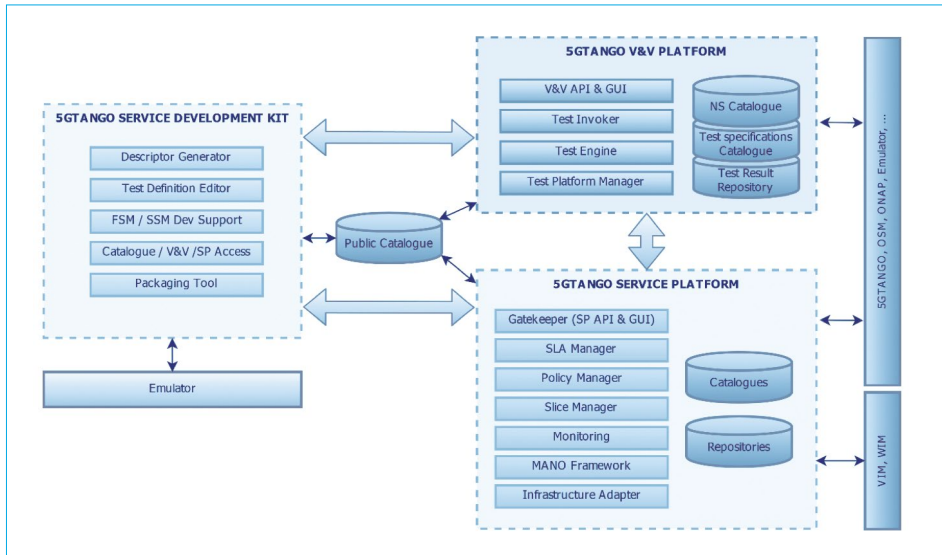 5GTANGO SERVICE DEVELOPMENT KIT
Descriptor Generator
Test Definition Editor
FSM / SSM Dev Support
Catalogue / V&V /SP Access
Packaging Tool
Emulator
Public Catalogue
5GTANGO V&V PLATFORM
V&V API & GUI
Test Invoker
Test Engine
Test Platform Manager
NS Catalogue
Test specifications
Catalogue
Test Result
Repository
5GTANGO SERVICE PLATFORM
Gatekeeper (SP API & GUI)
SLA Manager
Policy Manager
Slice Manager
Monitoring
MANO Framework
Infrastructure Adapter
Catalogues
Repositories
5GTANGO, OSM, ONAP, Emulator, ...
VIM, WIM